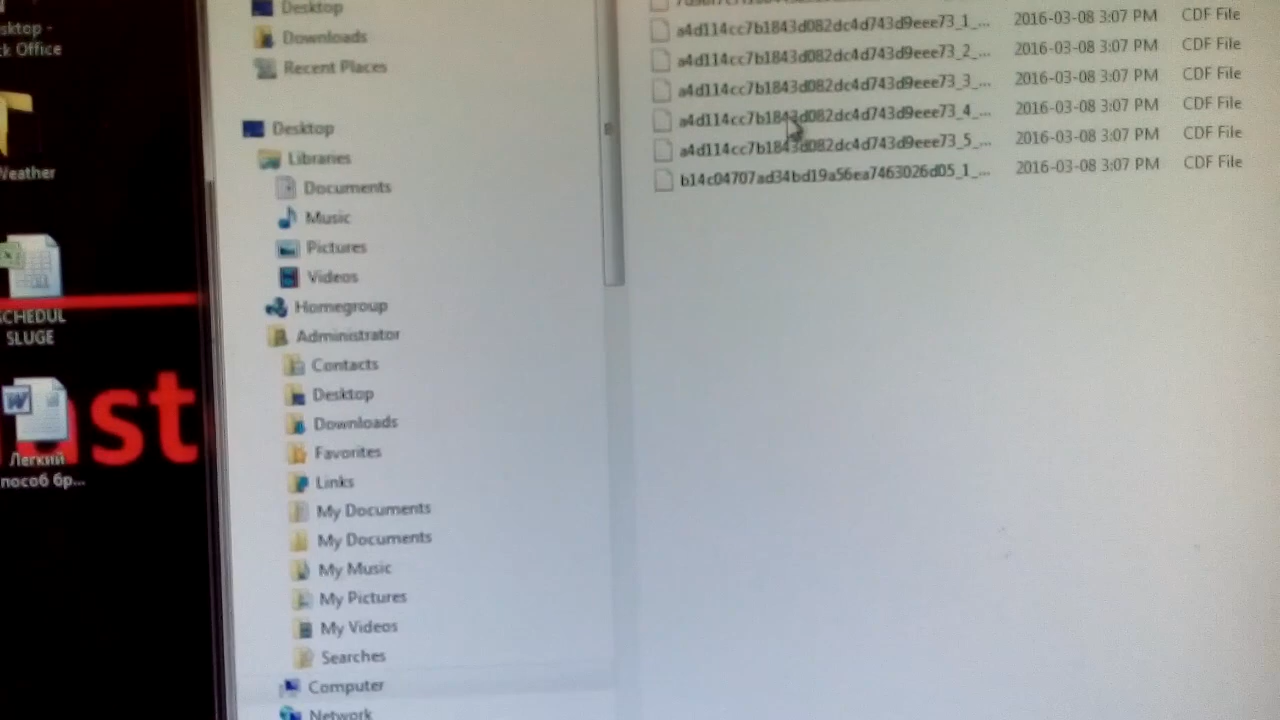 sktop -
ck Office
Weather
SCHEDUL
SLUGE
ast
Легкий
пособ бр...
Desktop
Downloads
Recent Places
Desktop
Libraries
Documents
Music
Pictures
Videos
Homegroup
Administrator
Contacts
Desktop
Downloads
Favorites
Links
My Documents
My Documents
My Music
My Pictures
My Videos
Searches
Computer
Network
a4d114cc7b1843d082dc4d743d9eee73_1_... 2016-03-08 3:07 PM CDF File
a4d114cc7b1843d082dc4d743d9eee73_2_... 2016-03-08 3:07 PM CDF File
a4d114cc7b1843d082dc4d743d9eee73_3_... 2016-03-08 3:07 PM CDF File
a4d114cc7b1843d082dc4d743d9eee73_4_... 2016-03-08 3:07 PM CDF File
a4d114cc7b1843d082dc4d743d9eee73_5_... 2016-03-08 3:07 PM CDF File
b14c04707ad34bd19a56ea7463026d05_1_... 2016-03-08 3:07 PM CDF File